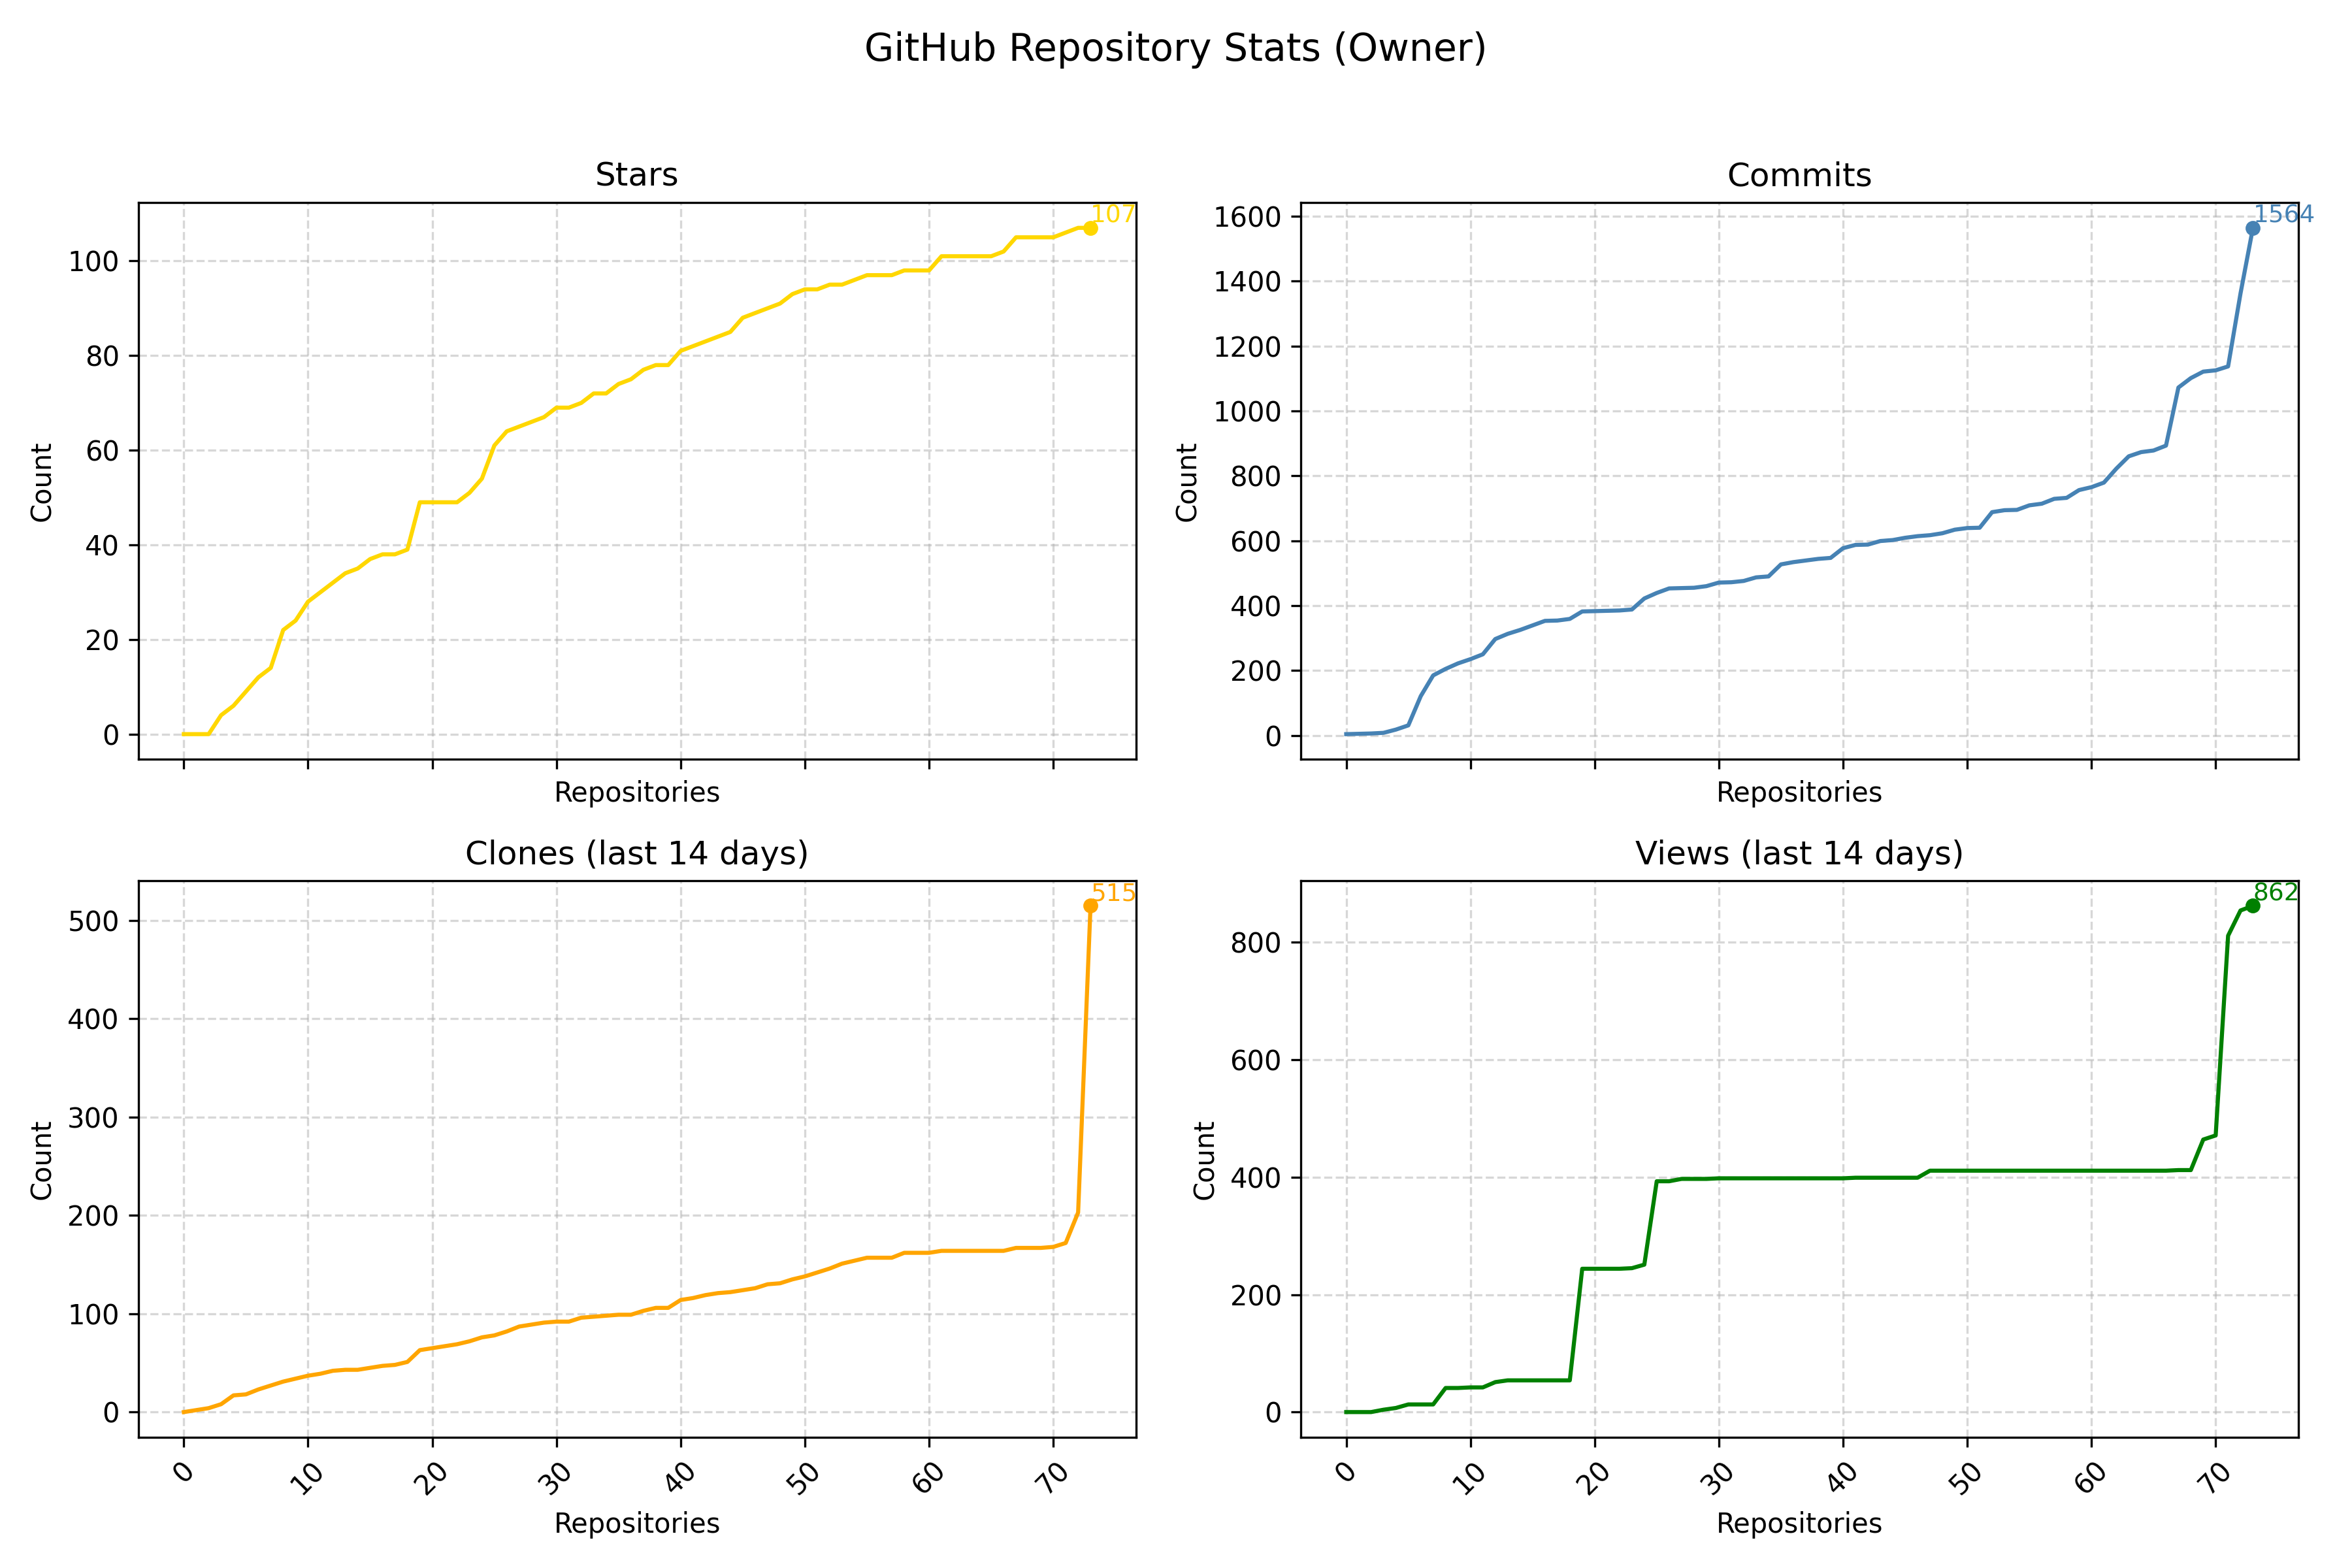 GitHub Repository Stats (Owner)
Stars
107
100
80
60
40
20
0
Count
Repositories
Commits
1564
1600
1400
1200
1000
800
600
400
200
0
Count
Repositories
Clones (last 14 days)
515
500
400
300
200
100
0
Count
0 10 20 30 40 50 60 70
Repositories
Views (last 14 days)
862
800
600
400
200
0
Count
0 10 20 30 40 50 60 70
Repositories